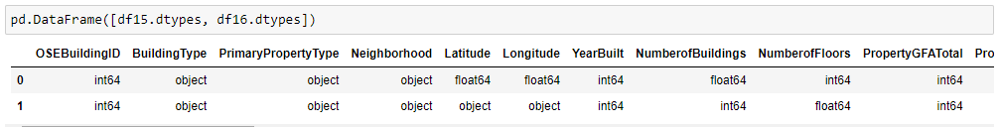 pd.DataFrame([df15.dtypes, df16.dtypes])
OSEBuildingID BuildingType PrimaryPropertyType Neighborhood Latitude Longitude YearBuilt NumberofBuildings NumberofFloors PropertyGFATotal Pro
0 int64 object object object float64 float64 int64 float64 int64 int64
1 int64 object object object object object int64 int64 float64 int64